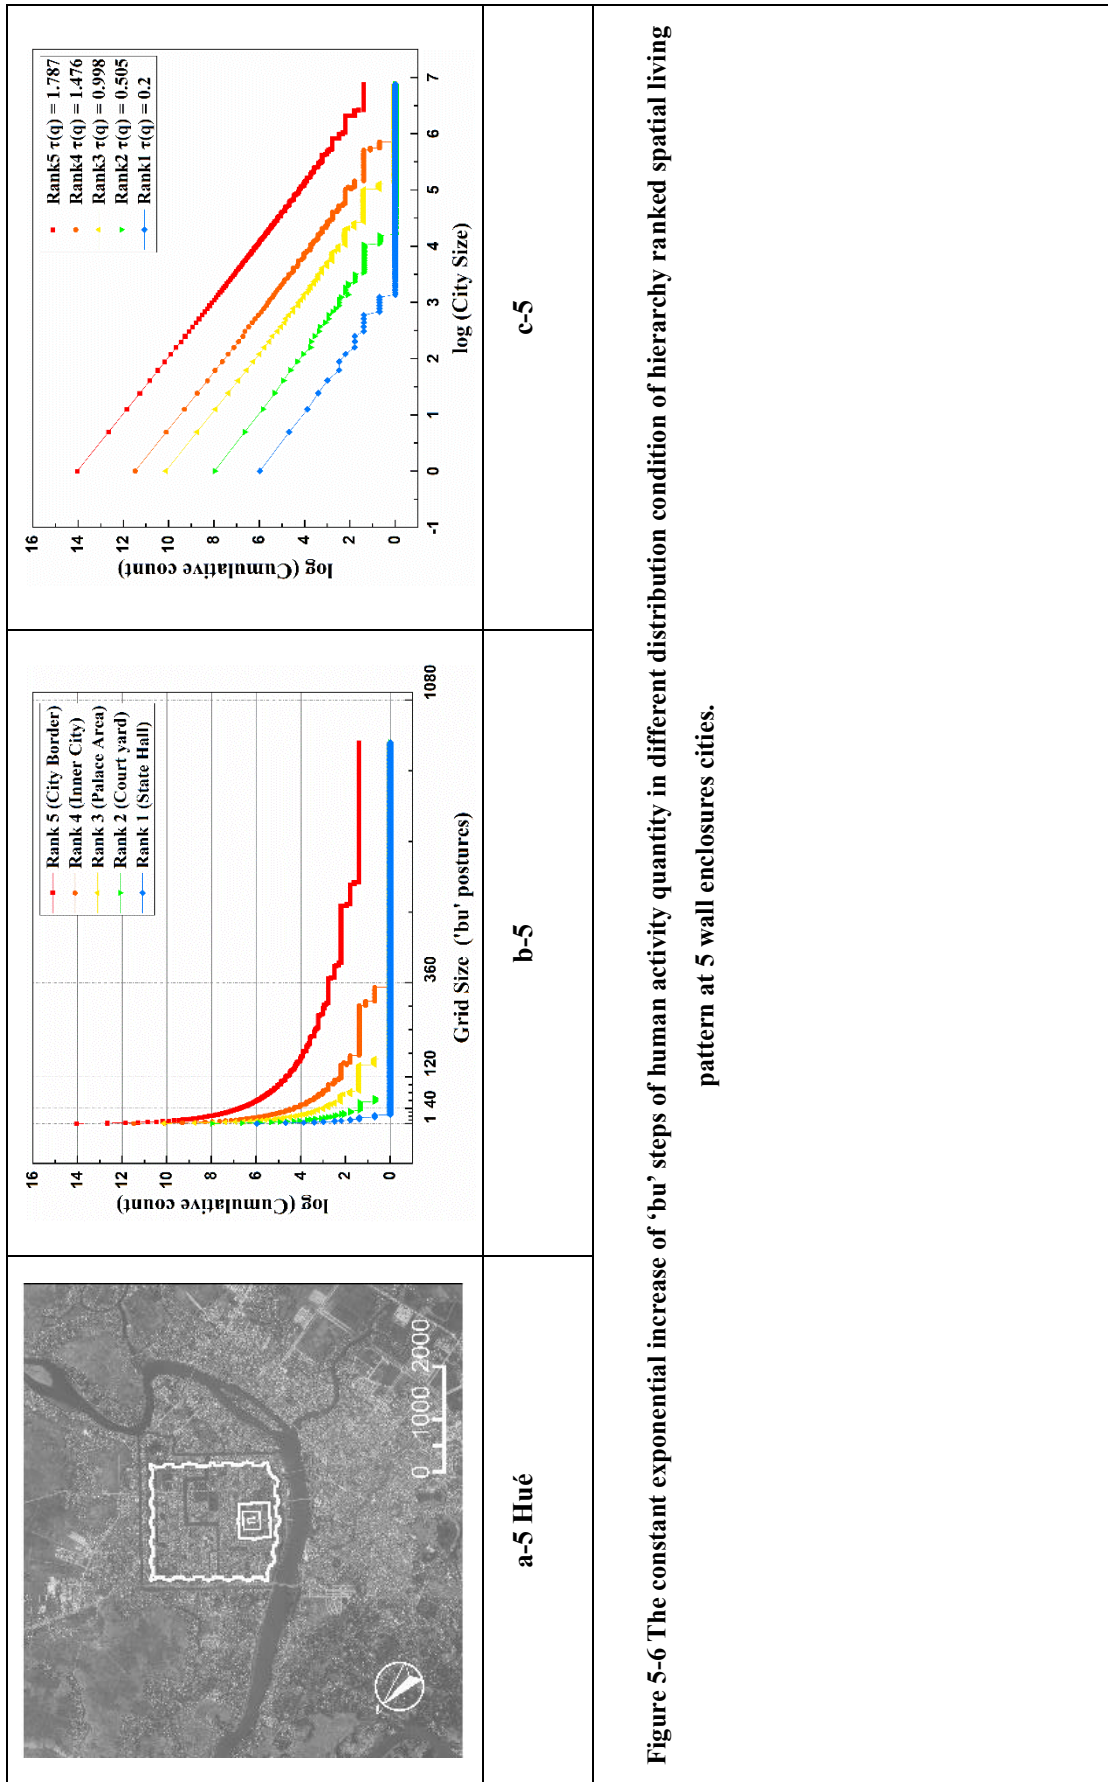 0 1000 2000
16
14
12
10
8
6
4
2
0
log (Cumulative count)
1 40 120 360 1080
Grid Size ('bu' postures)
Rank 5 (City Border)
Rank 4 (Inner City)
Rank 3 (Palace Area)
Rank 2 (Court yard)
Rank 1 (State Hall)
16
14
12
10
8
6
4
2
0
log (Cumulative count)
-1 0 1 2 3 4 5 6 7
log (City Size)
Rank5 τ(q) = 1.787
Rank4 τ(q) = 1.476
Rank3 τ(q) = 0.998
Rank2 τ(q) = 0.505
Rank1 τ(q) = 0.2
a-5 Hué
b-5
c-5
Figure 5-6 The constant exponential increase of ‘bu’ steps of human activity quantity in different distribution condition of hierarchy ranked spatial living
pattern at 5 wall enclosures cities.